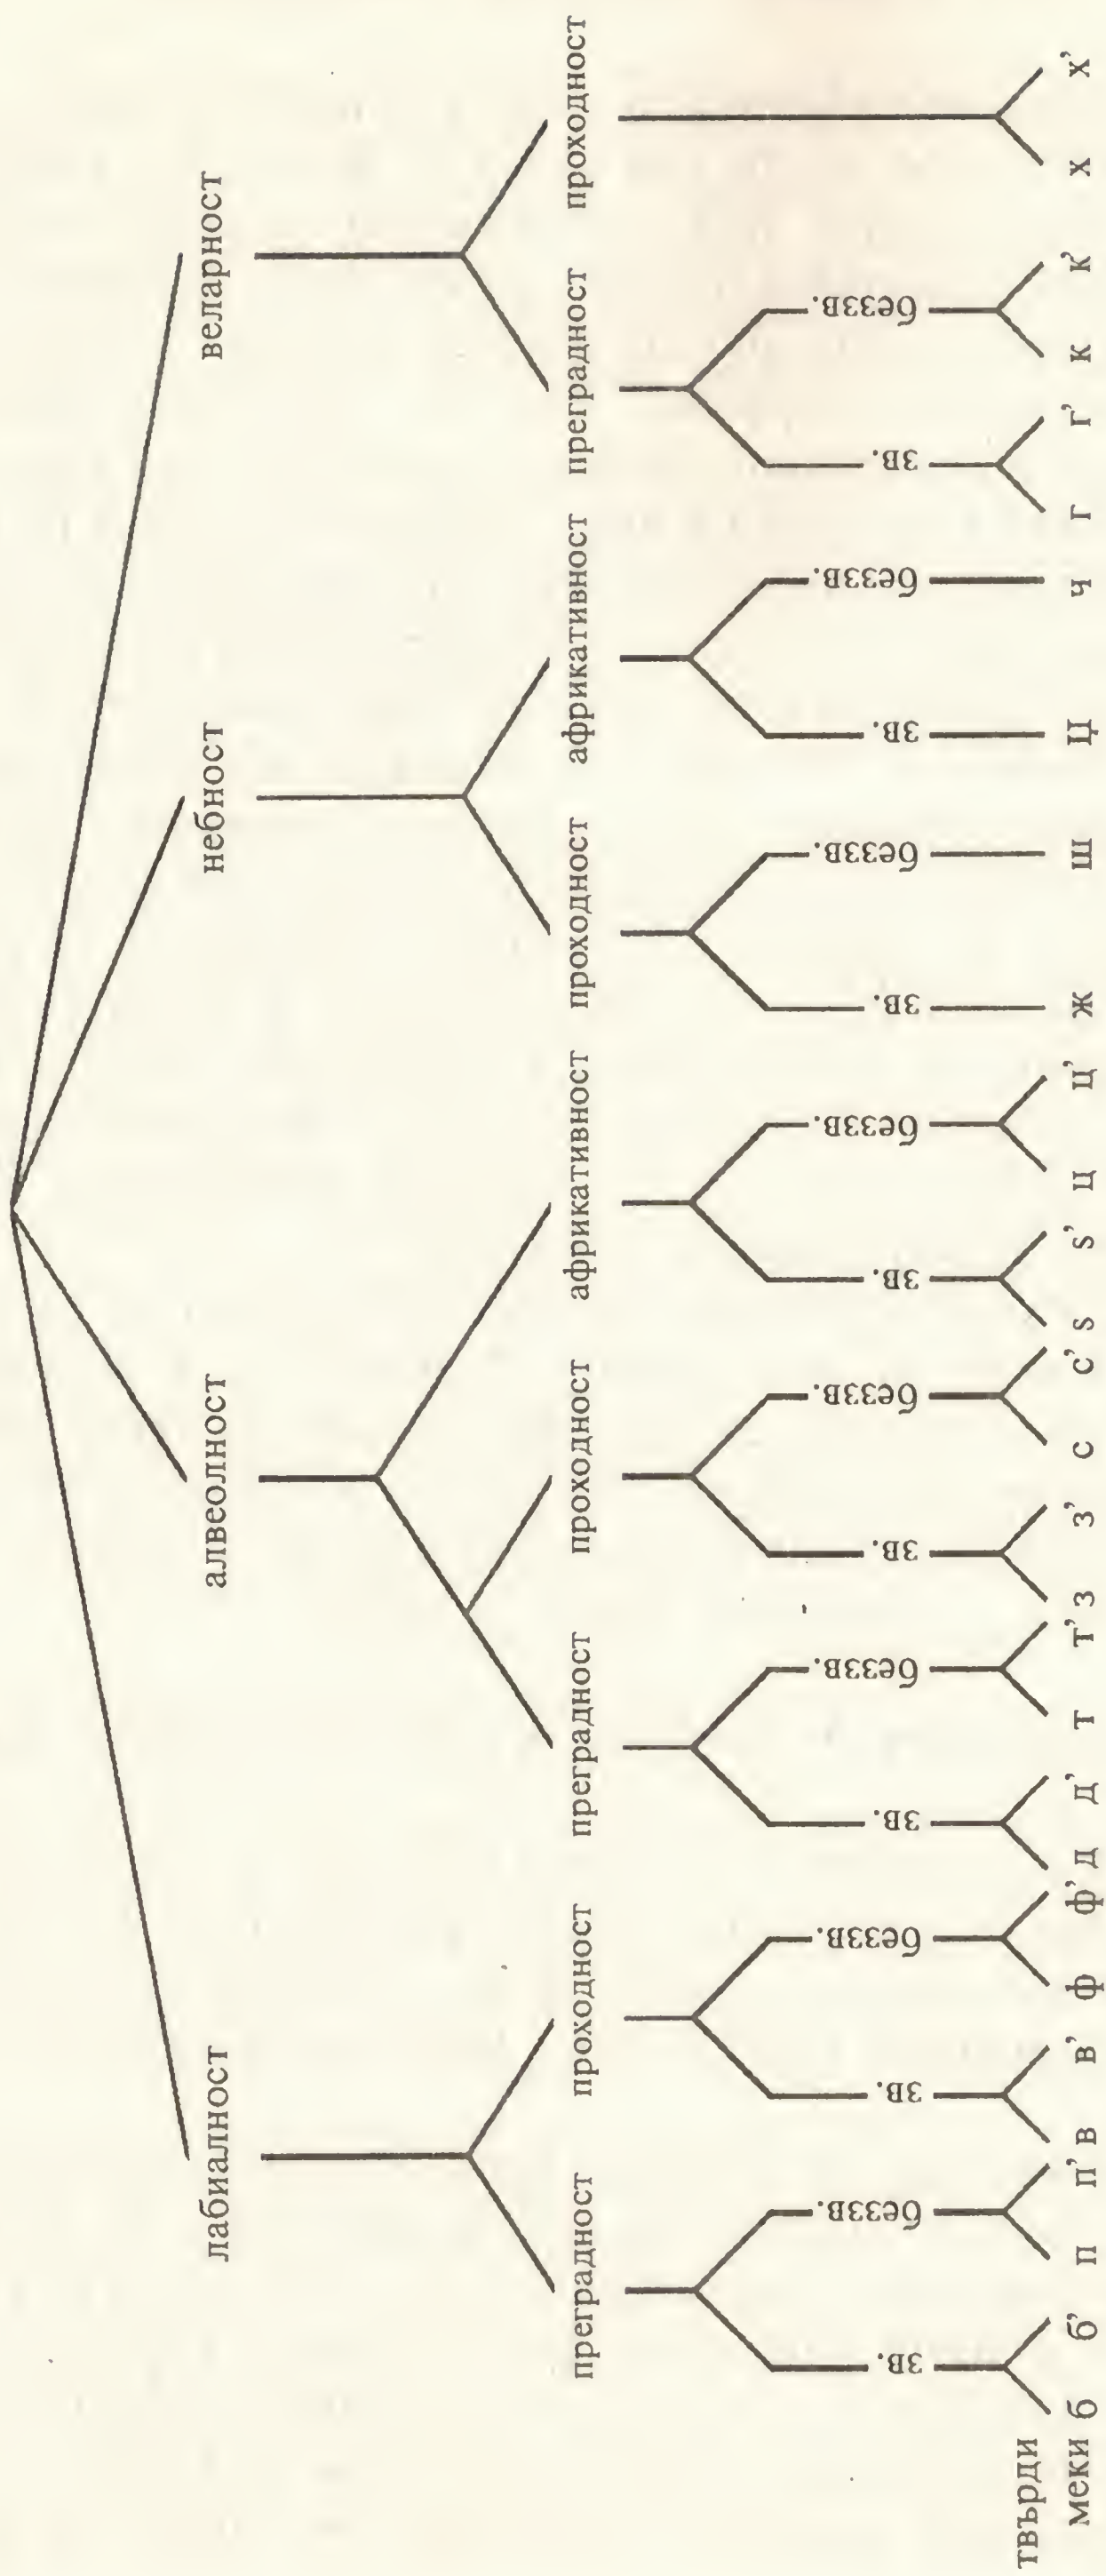 лабиалност алвеолност небност веларност
преградност проходност преградност проходност африкативност проходност африкативност преградност проходност
зв. беззв. зв. беззв. зв. беззв. зв. беззв. зв. беззв. зв. беззв. зв. беззв. зв. беззв.
твърди
меки б б' п п' в в' ф ф' д д' т т' з з' с с' ѕ ѕ' ц ц' ж ш џ ч г г' к к' х х'